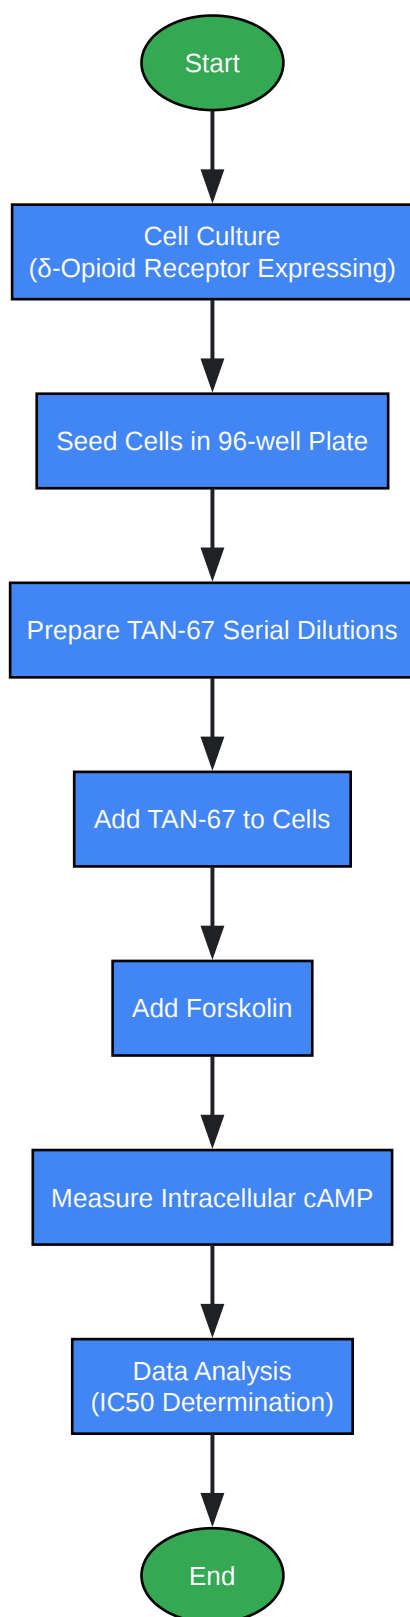 Start
Cell Culture
(δ-Opioid Receptor Expressing)
Seed Cells in 96-well Plate
Prepare TAN-67 Serial Dilutions
Add TAN-67 to Cells
Add Forskolin
Measure Intracellular cAMP
Data Analysis
(IC50 Determination)
End